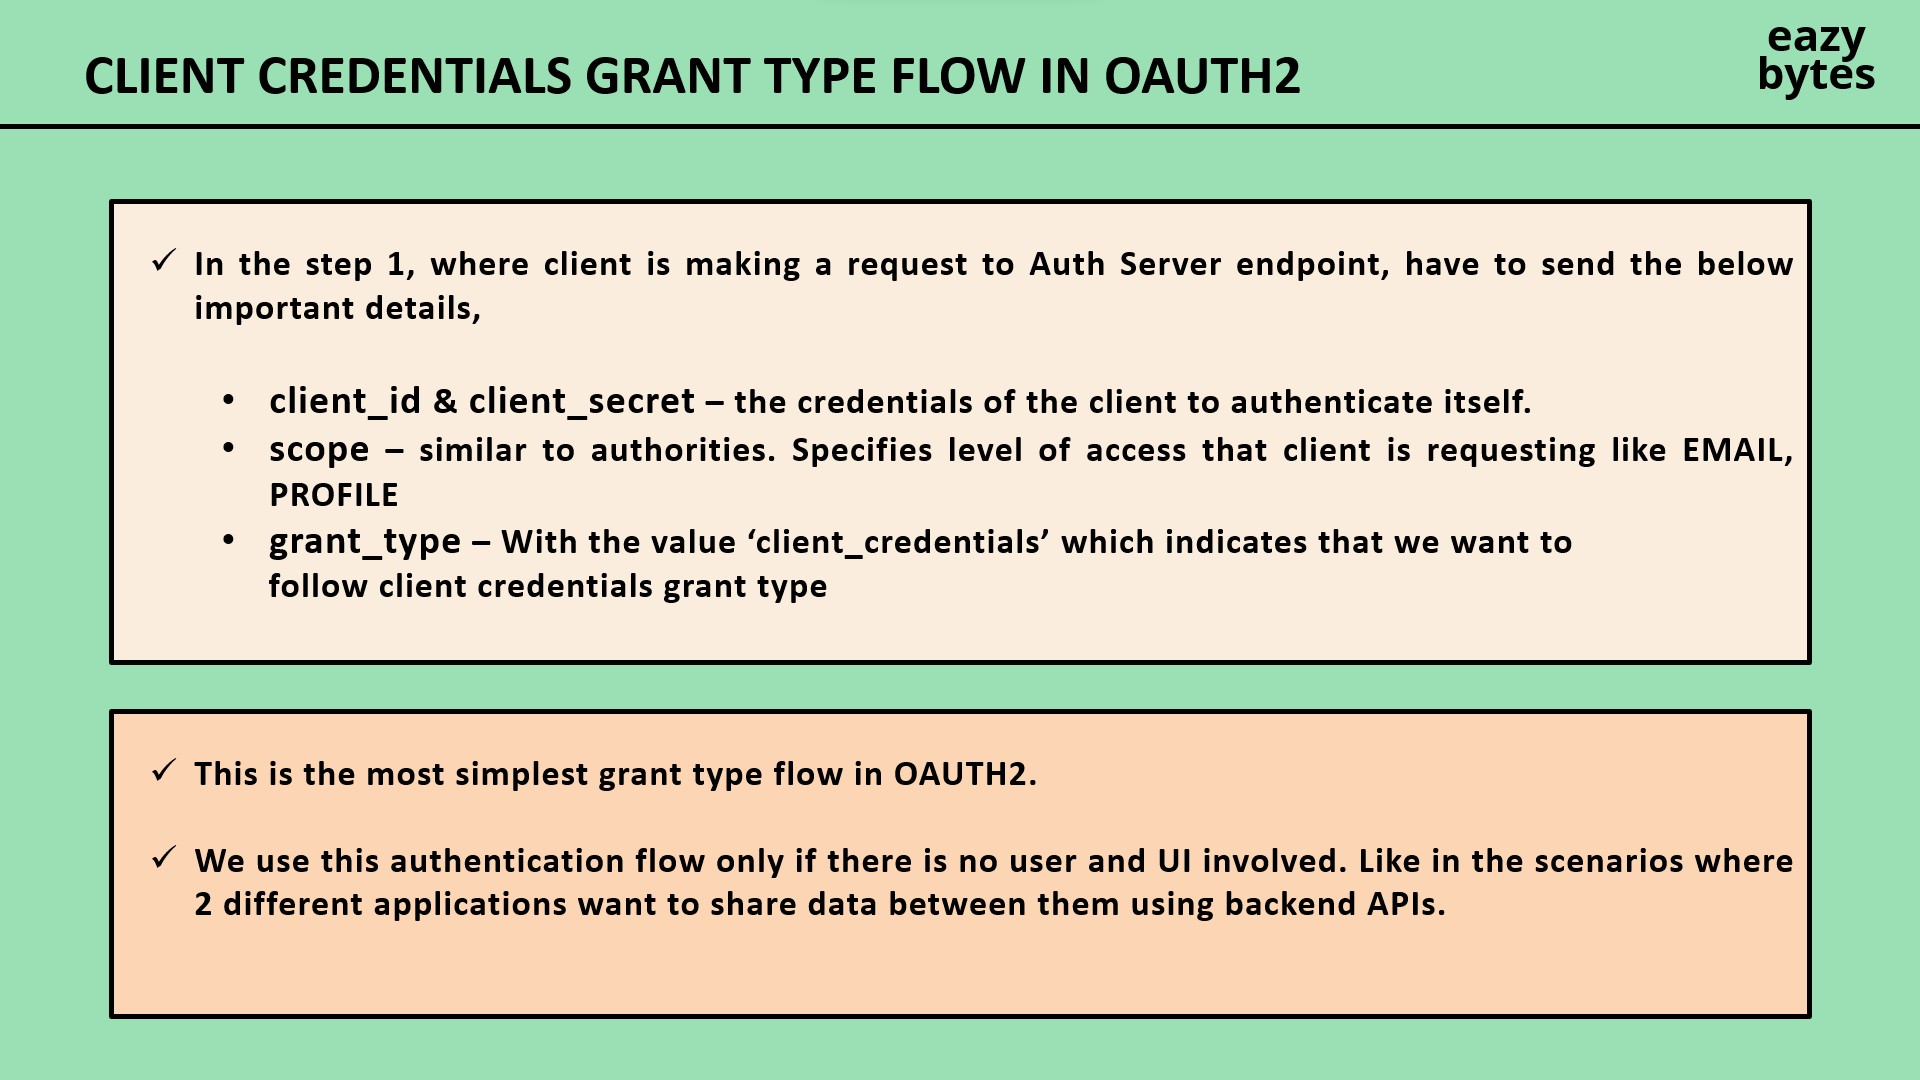 CLIENT CREDENTIALS GRANT TYPE FLOW IN OAUTH2
eazy
bytes
✓ In the step 1, where client is making a request to Auth Server endpoint, have to send the below
important details,
• client_id & client_secret – the credentials of the client to authenticate itself.
• scope – similar to authorities. Specifies level of access that client is requesting like EMAIL,
PROFILE
• grant_type – With the value ‘client_credentials’ which indicates that we want to
follow client credentials grant type
✓ This is the most simplest grant type flow in OAUTH2.
✓ We use this authentication flow only if there is no user and UI involved. Like in the scenarios where
2 different applications want to share data between them using backend APIs.